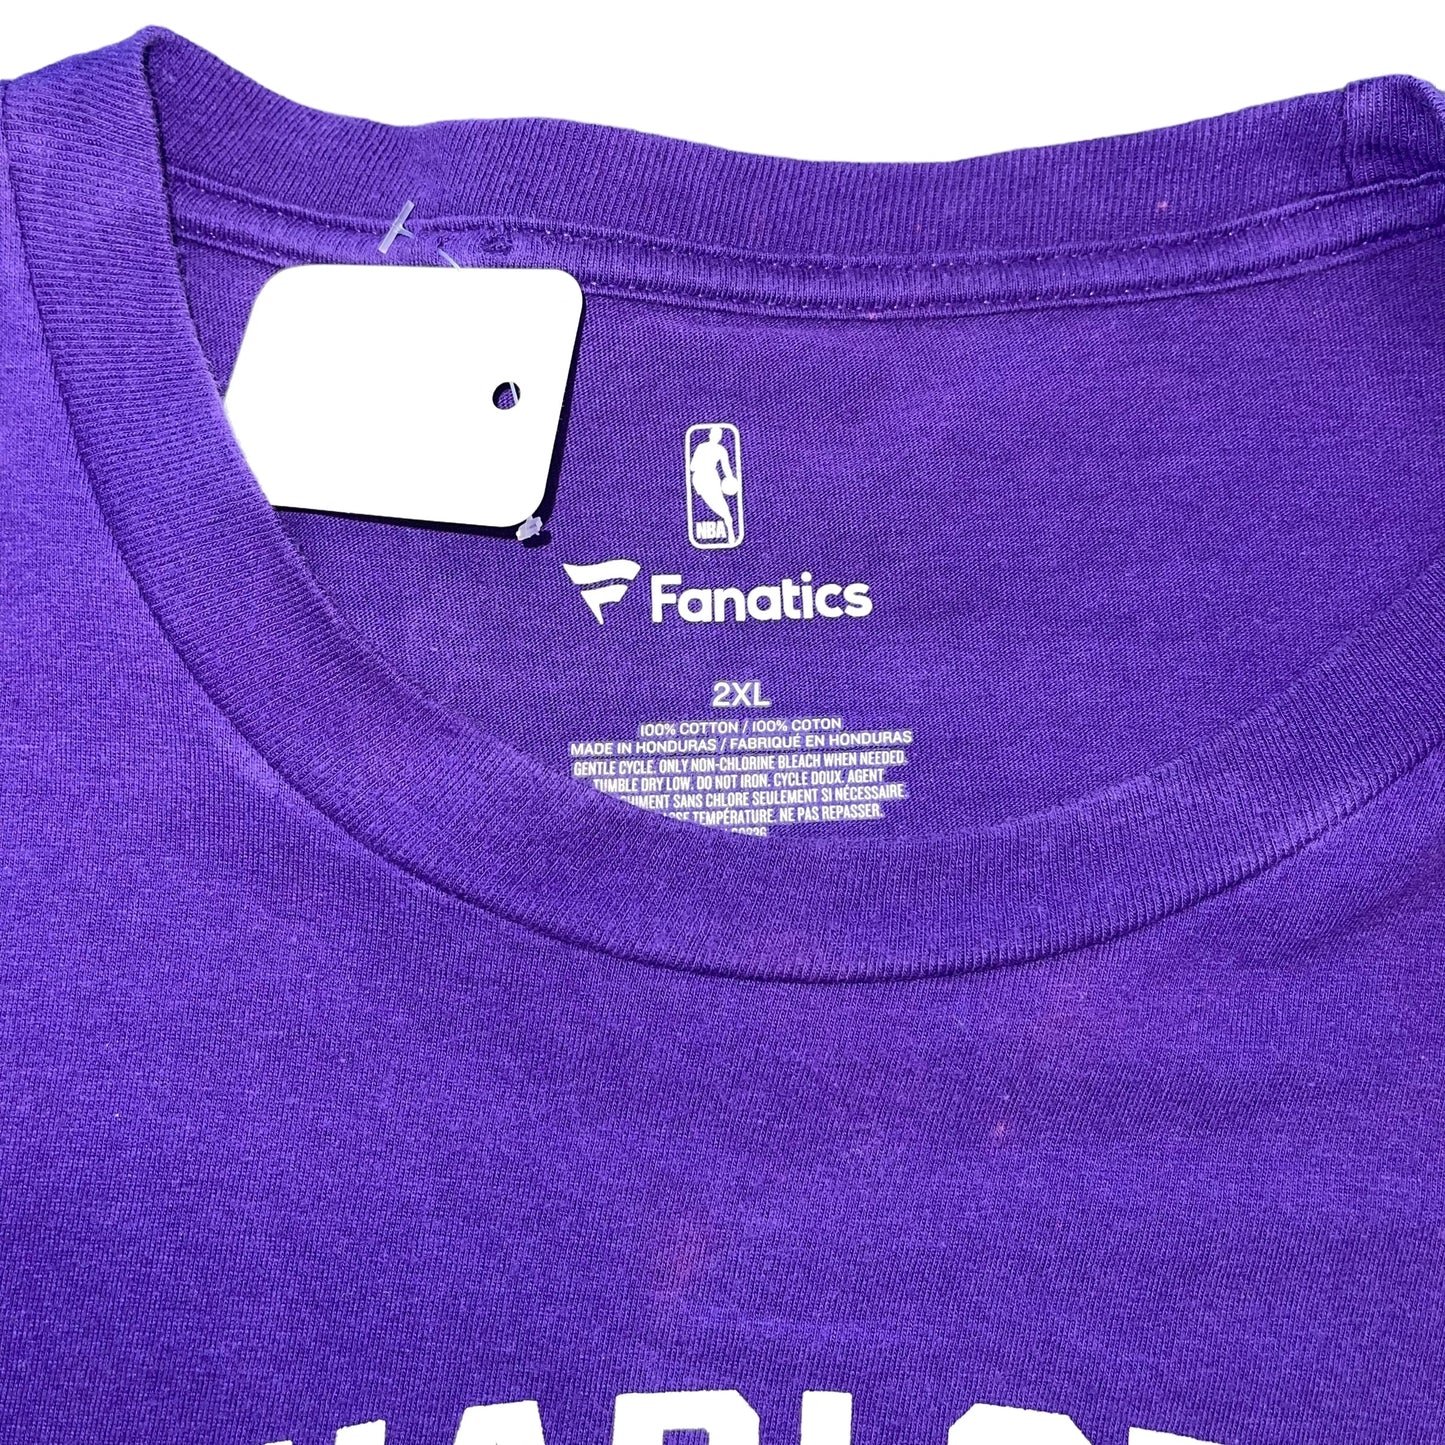 NBA
Fanatics
2XL
100% COTTON / 100% COTON
MADE IN HONDURAS / FABRIQUÉ EN HONDURAS
GENTLE CYCLE. ONLY NON-CHLORINE BLEACH WHEN NEEDED.
TUMBLE DRY LOW. DO NOT IRON. CYCLE DOUX. AGENT
SANS CHLORE SEULEMENT SI NÉCESSAIRE.
TEMPÉRATURE. NE PAS REPASSER.